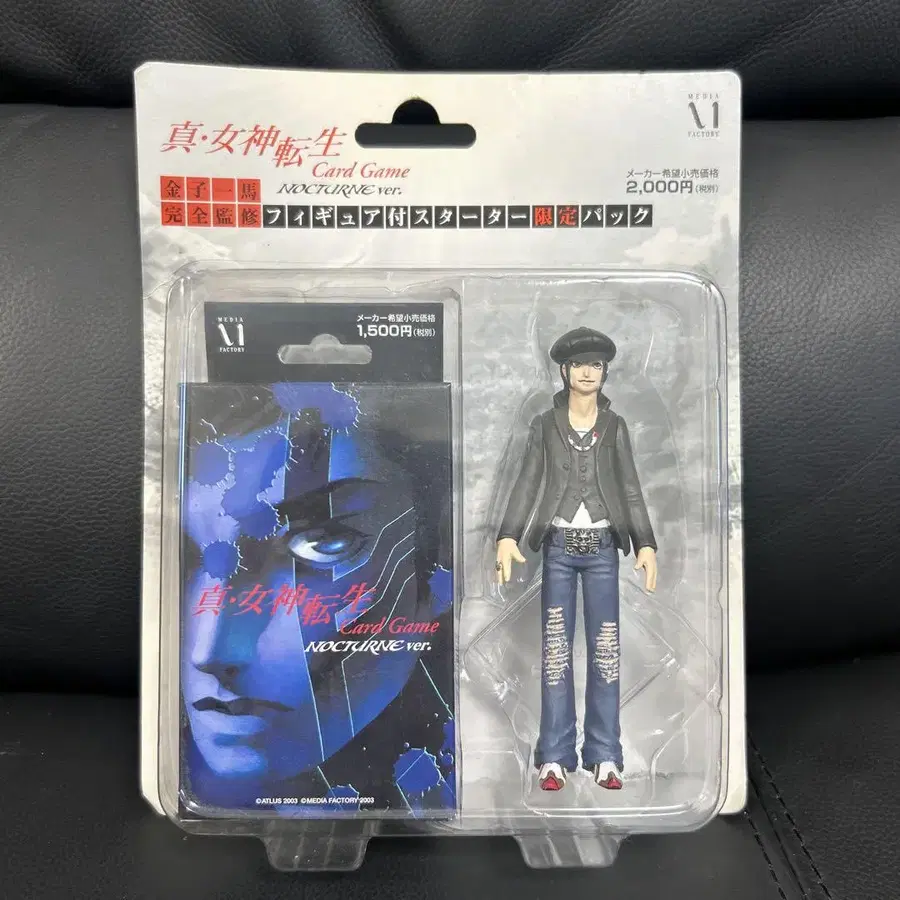 真・女神転生
Card Game
NOCTURNE ver.
MEDIA
FACTORY
メーカー希望小売価格
2,000円(税別)
金子一馬
完全監修フィギュア付スターター限定パック
MEDIA
FACTORY
メーカー希望小売価格
1,500円(税別)
真・女神転生
Card Game
NOCTURNE ver.
©ATLUS 2003 ©MEDIA FACTORY 2003